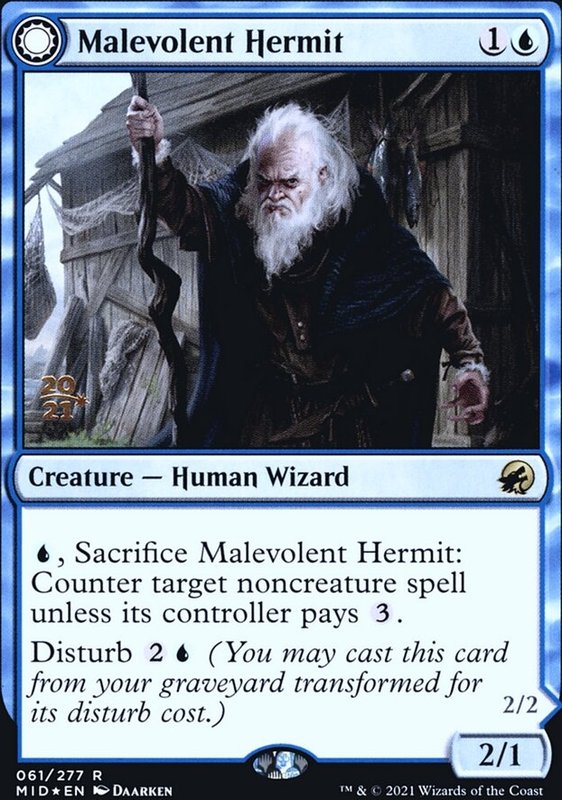 Malevolent Hermit 1
20
21
Creature — Human Wizard
, Sacrifice Malevolent Hermit:
Counter target noncreature spell
unless its controller pays 3.
Disturb 2 (You may cast this card
from your graveyard transformed for
its disturb cost.)
2/2
2/1
061/277 R
MID★EN Daarken
™ & © 2021 Wizards of the Coast